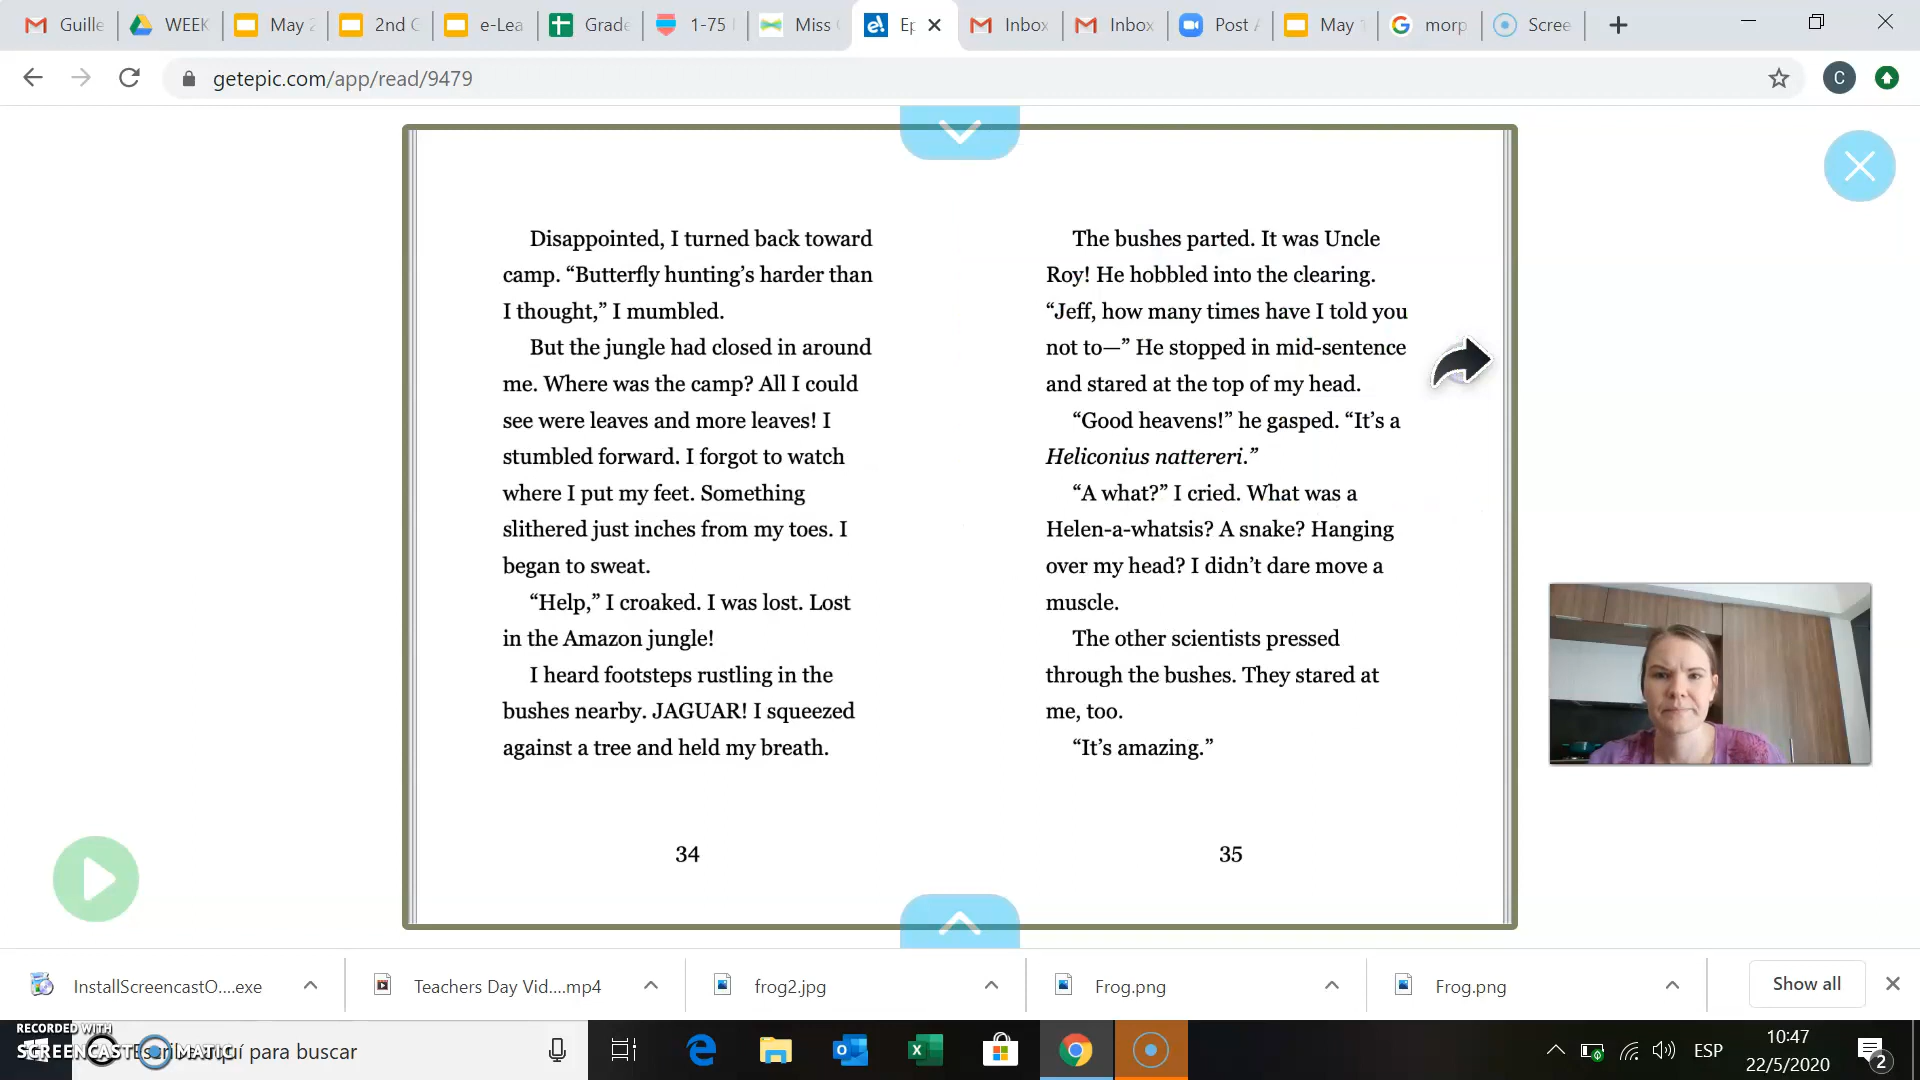 Guille
WEEK
May 2
2nd G
e-Lea
Grade
1-75
Miss
Ep
Inbox
Inbox
Post A
May 1
morp
Scree
getepic.com/app/read/9479
C
Disappointed, I turned back toward
camp. “Butterfly hunting’s harder than
I thought,” I mumbled.
But the jungle had closed in around
me. Where was the camp? All I could
see were leaves and more leaves! I
stumbled forward. I forgot to watch
where I put my feet. Something
slithered just inches from my toes. I
began to sweat.
“Help,” I croaked. I was lost. Lost
in the Amazon jungle!
I heard footsteps rustling in the
bushes nearby. JAGUAR! I squeezed
against a tree and held my breath.
34
The bushes parted. It was Uncle
Roy! He hobbled into the clearing.
“Jeff, how many times have I told you
not to—” He stopped in mid-sentence
and stared at the top of my head.
“Good heavens!” he gasped. “It’s a
Heliconius nattereri.”
“A what?” I cried. What was a
Helen-a-whatsis? A snake? Hanging
over my head? I didn’t dare move a
muscle.
The other scientists pressed
through the bushes. They stared at
me, too.
“It’s amazing.”
35
InstallScreencastO....exe
Teachers Day Vid....mp4
frog2.jpg
Frog.png
Frog.png
Show all
RECORDED WITH
SCREENCAST MATIC
aquí para buscar
ESP
10:47
22/5/2020
2